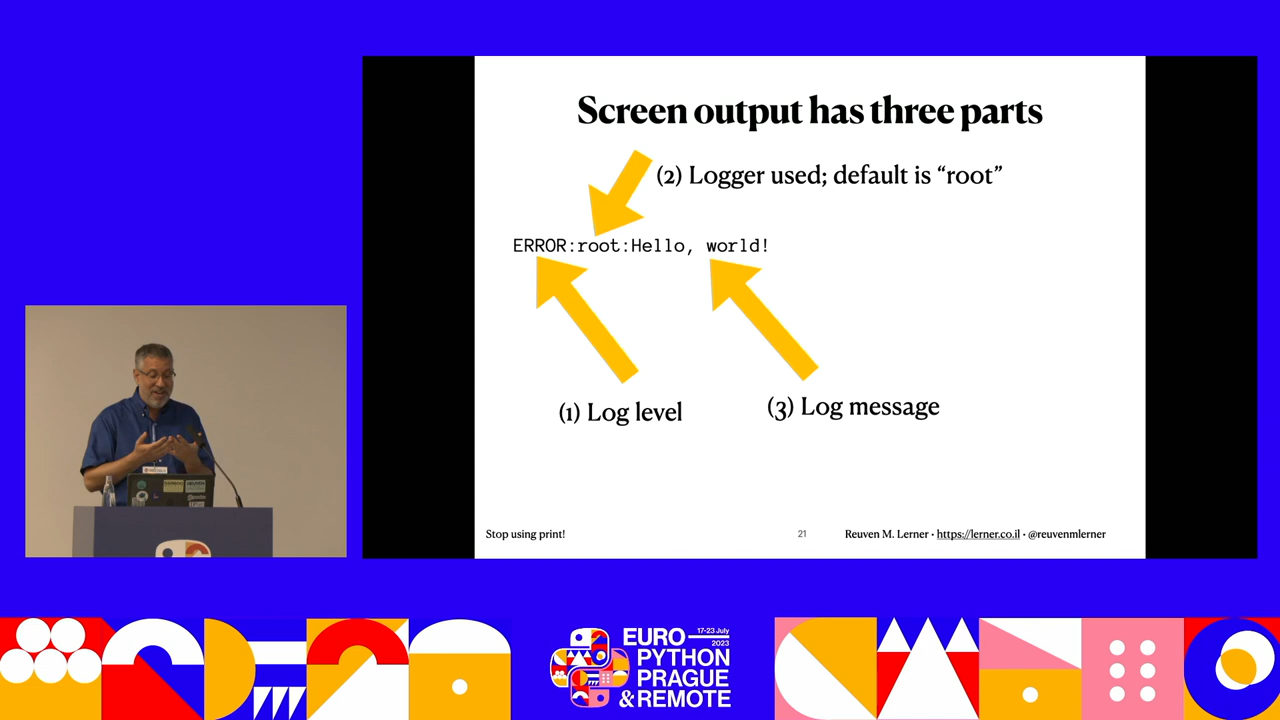 Screen output has three parts
(2) Logger used; default is “root”
ERROR:root:Hello, world!
(1) Log level
(3) Log message
Stop using print!
21
Reuven M. Lerner • https://lerner.co.il • @reuvenmlerner
EURO
17-23 July
2023
PYTHON
PRAGUE
& REMOTE